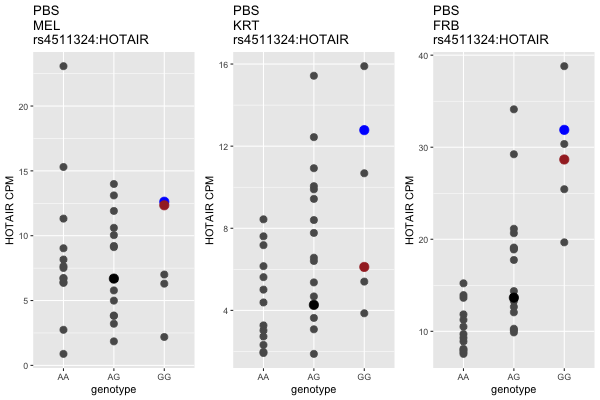 PBS
MEL
rs4511324:HOTAIR
HOTAIR CPM
20
15
10
5
0
AA AG GG
genotype
PBS
KRT
rs4511324:HOTAIR
HOTAIR CPM
16
12
8
4
AA AG GG
genotype
PBS
FRB
rs4511324:HOTAIR
HOTAIR CPM
40
30
20
10
AA AG GG
genotype